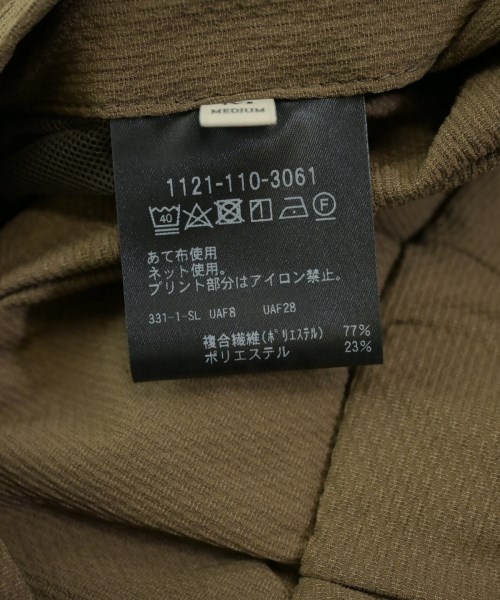 MEDIUM
1121-110-3061
40 F
あて布使用
ネット使用。
プリント部分はアイロン禁止。
331-1-SL UAF8 UAF28
複合繊維(ﾎﾟﾘｴｽﾃﾙ) 77%
ポリエステル 23%